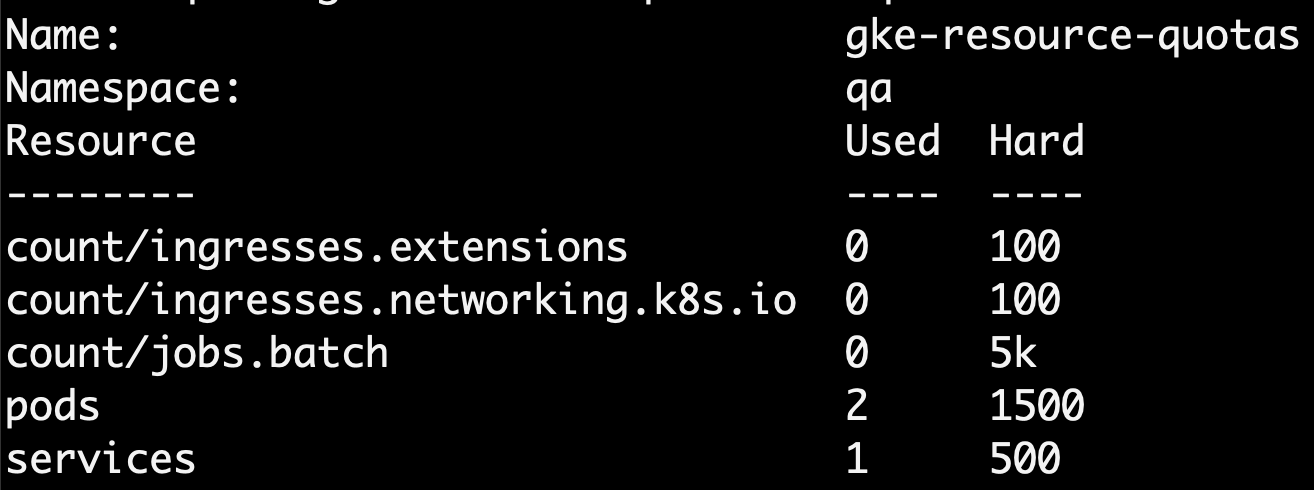 Name: gke-resource-quotas
Namespace: qa
Resource Used Hard
-------- ---- ----
count/ingresses.extensions 0 100
count/ingresses.networking.k8s.io 0 100
count/jobs.batch 0 5k
pods 2 1500
services 1 500